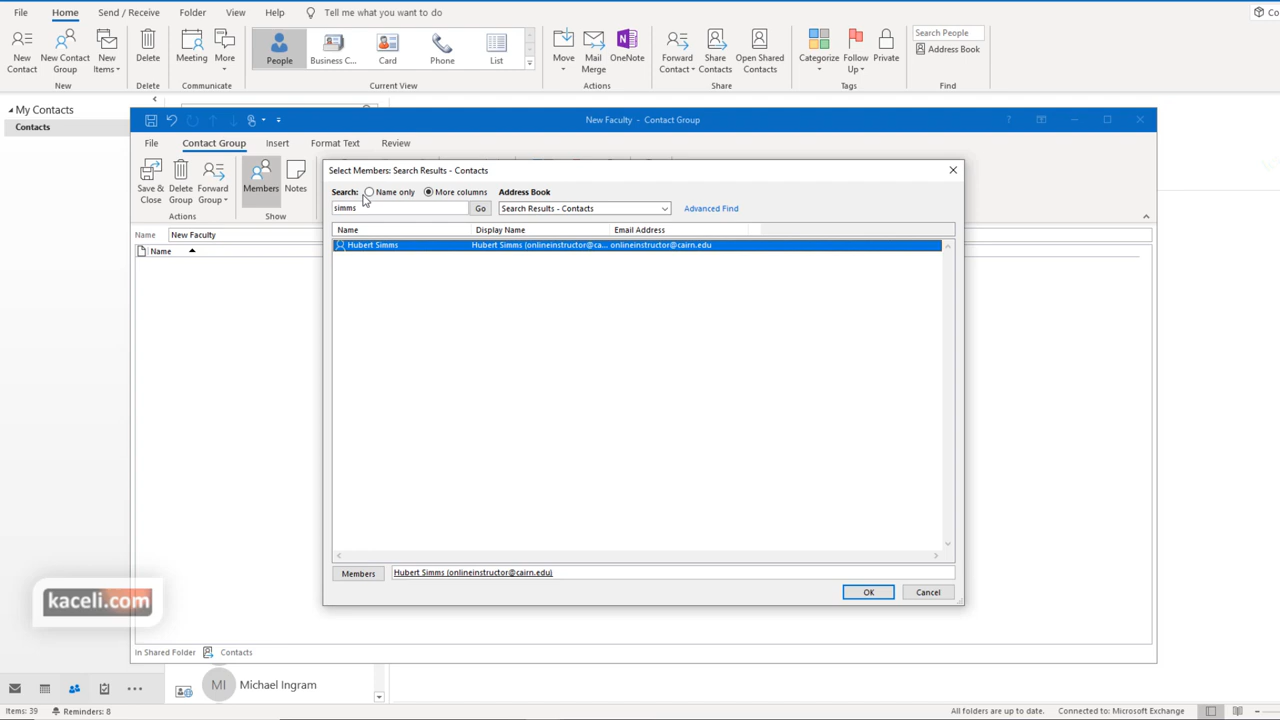 File Home Send / Receive Folder View Help Tell me what you want to do Co
New Contact New Contact Group New Items Delete Meeting More People Business C... Card Phone List Move Mail Merge OneNote Forward Contact Share Contacts Open Shared Contacts Categorize Follow Up Private Search People Address Book
New Delete Communicate Current View Actions Share Tags Find
My Contacts
Contacts
New Faculty - Contact Group
File Contact Group Insert Format Text Review
Save & Close Delete Group Forward Group Members Notes
Actions Show
Name New Faculty
Name
Select Members: Search Results - Contacts
Search: Name only More columns Address Book
simms Go Search Results - Contacts Advanced Find
Name Display Name Email Address
Hubert Simms Hubert Simms (onlineinstructor@ca... onlineinstructor@cairn.edu
Members Hubert Simms (onlineinstructor@cairn.edu)
OK Cancel
kaceli.com
In Shared Folder Contacts
MI Michael Ingram
Items: 39 Reminders: 8 All folders are up to date. Connected to: Microsoft Exchange